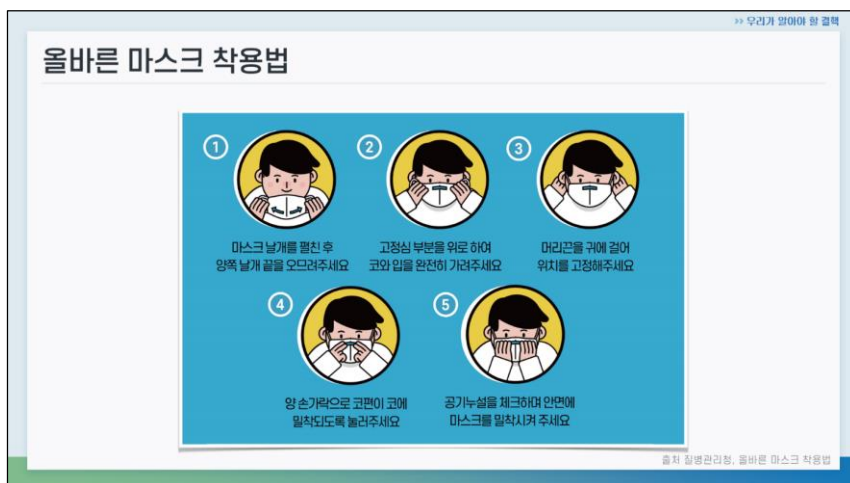 >> 우리가 알아야 할 결핵
올바른 마스크 착용법
1
마스크 날개를 펼친 후
양쪽 날개 끝을 오므려주세요
2
고정심 부분을 위로 하여
코와 입을 완전히 가려주세요
3
머리끈을 귀에 걸어
위치를 고정해주세요
4
양 손가락으로 코편이 코에
밀착되도록 눌러주세요
5
공기누설을 체크하며 안면에
마스크를 밀착시켜 주세요
출처 질병관리청, 올바른 마스크 착용법